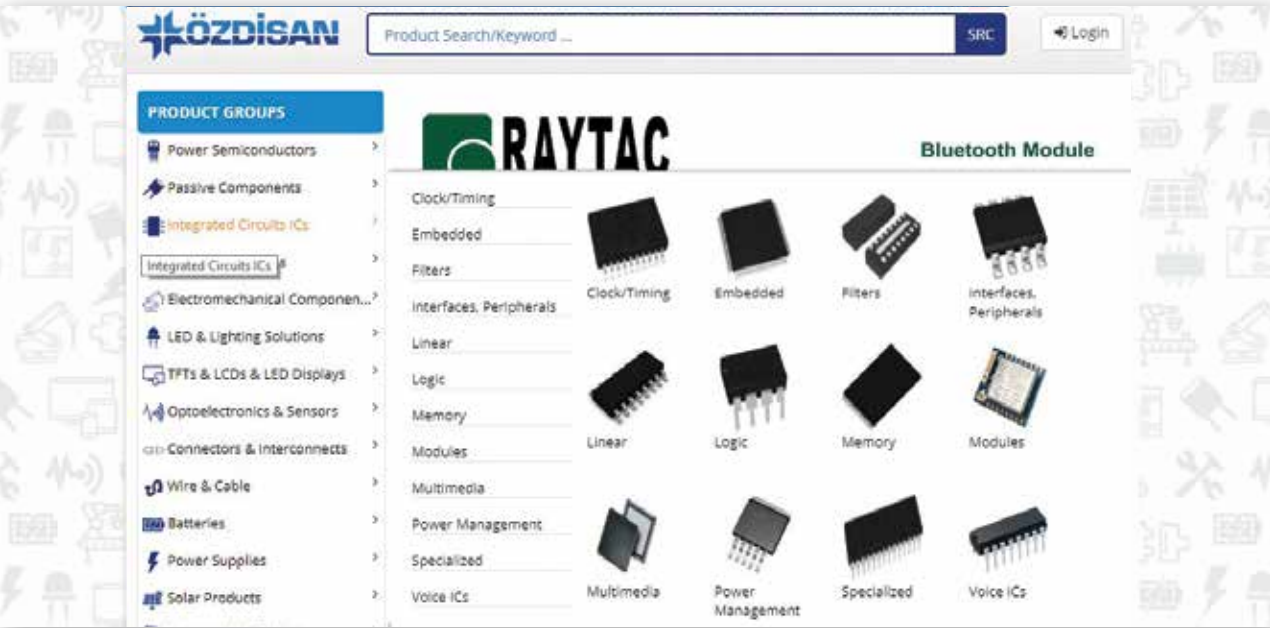 ÖZDİSAN
Product Search/Keyword ...
SRC
Login
PRODUCT GROUPS
Power Semiconductors
Passive Components
Integrated Circuits ICs
Integrated Circuits ICs
Electromechanical Componen...
LED & Lighting Solutions
TFTs & LCDs & LED Displays
Optoelectronics & Sensors
Connectors & Interconnects
Wire & Cable
Batteries
Power Supplies
Solar Products
RAYTAC
Bluetooth Module
Clock/Timing
Embedded
Filters
Interfaces, Peripherals
Linear
Logic
Memory
Modules
Multimedia
Power Management
Specialized
Voice ICs
Clock/Timing
Embedded
Filters
Interfaces,
Peripherals
Linear
Logic
Memory
Modules
Multimedia
Power
Management
Specialized
Voice ICs